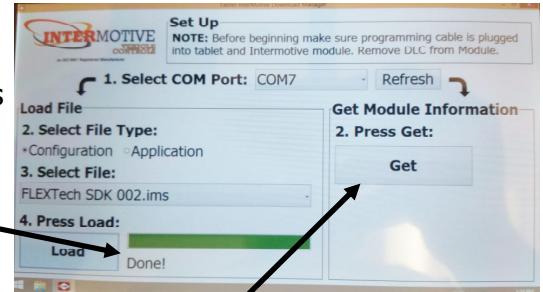 INTERMOTIVE
Set Up
NOTE: Before beginning make sure programming cable is plugged
into tablet and Intermotive module. Remove DLC from Module.
1. Select COM Port: COM7
Refresh
Load File
2. Select File Type:
Configuration Application
3. Select File:
FLEXTech SDK 002.ims
4. Press Load:
Load
Done!
Get Module Information
2. Press Get:
Get
s